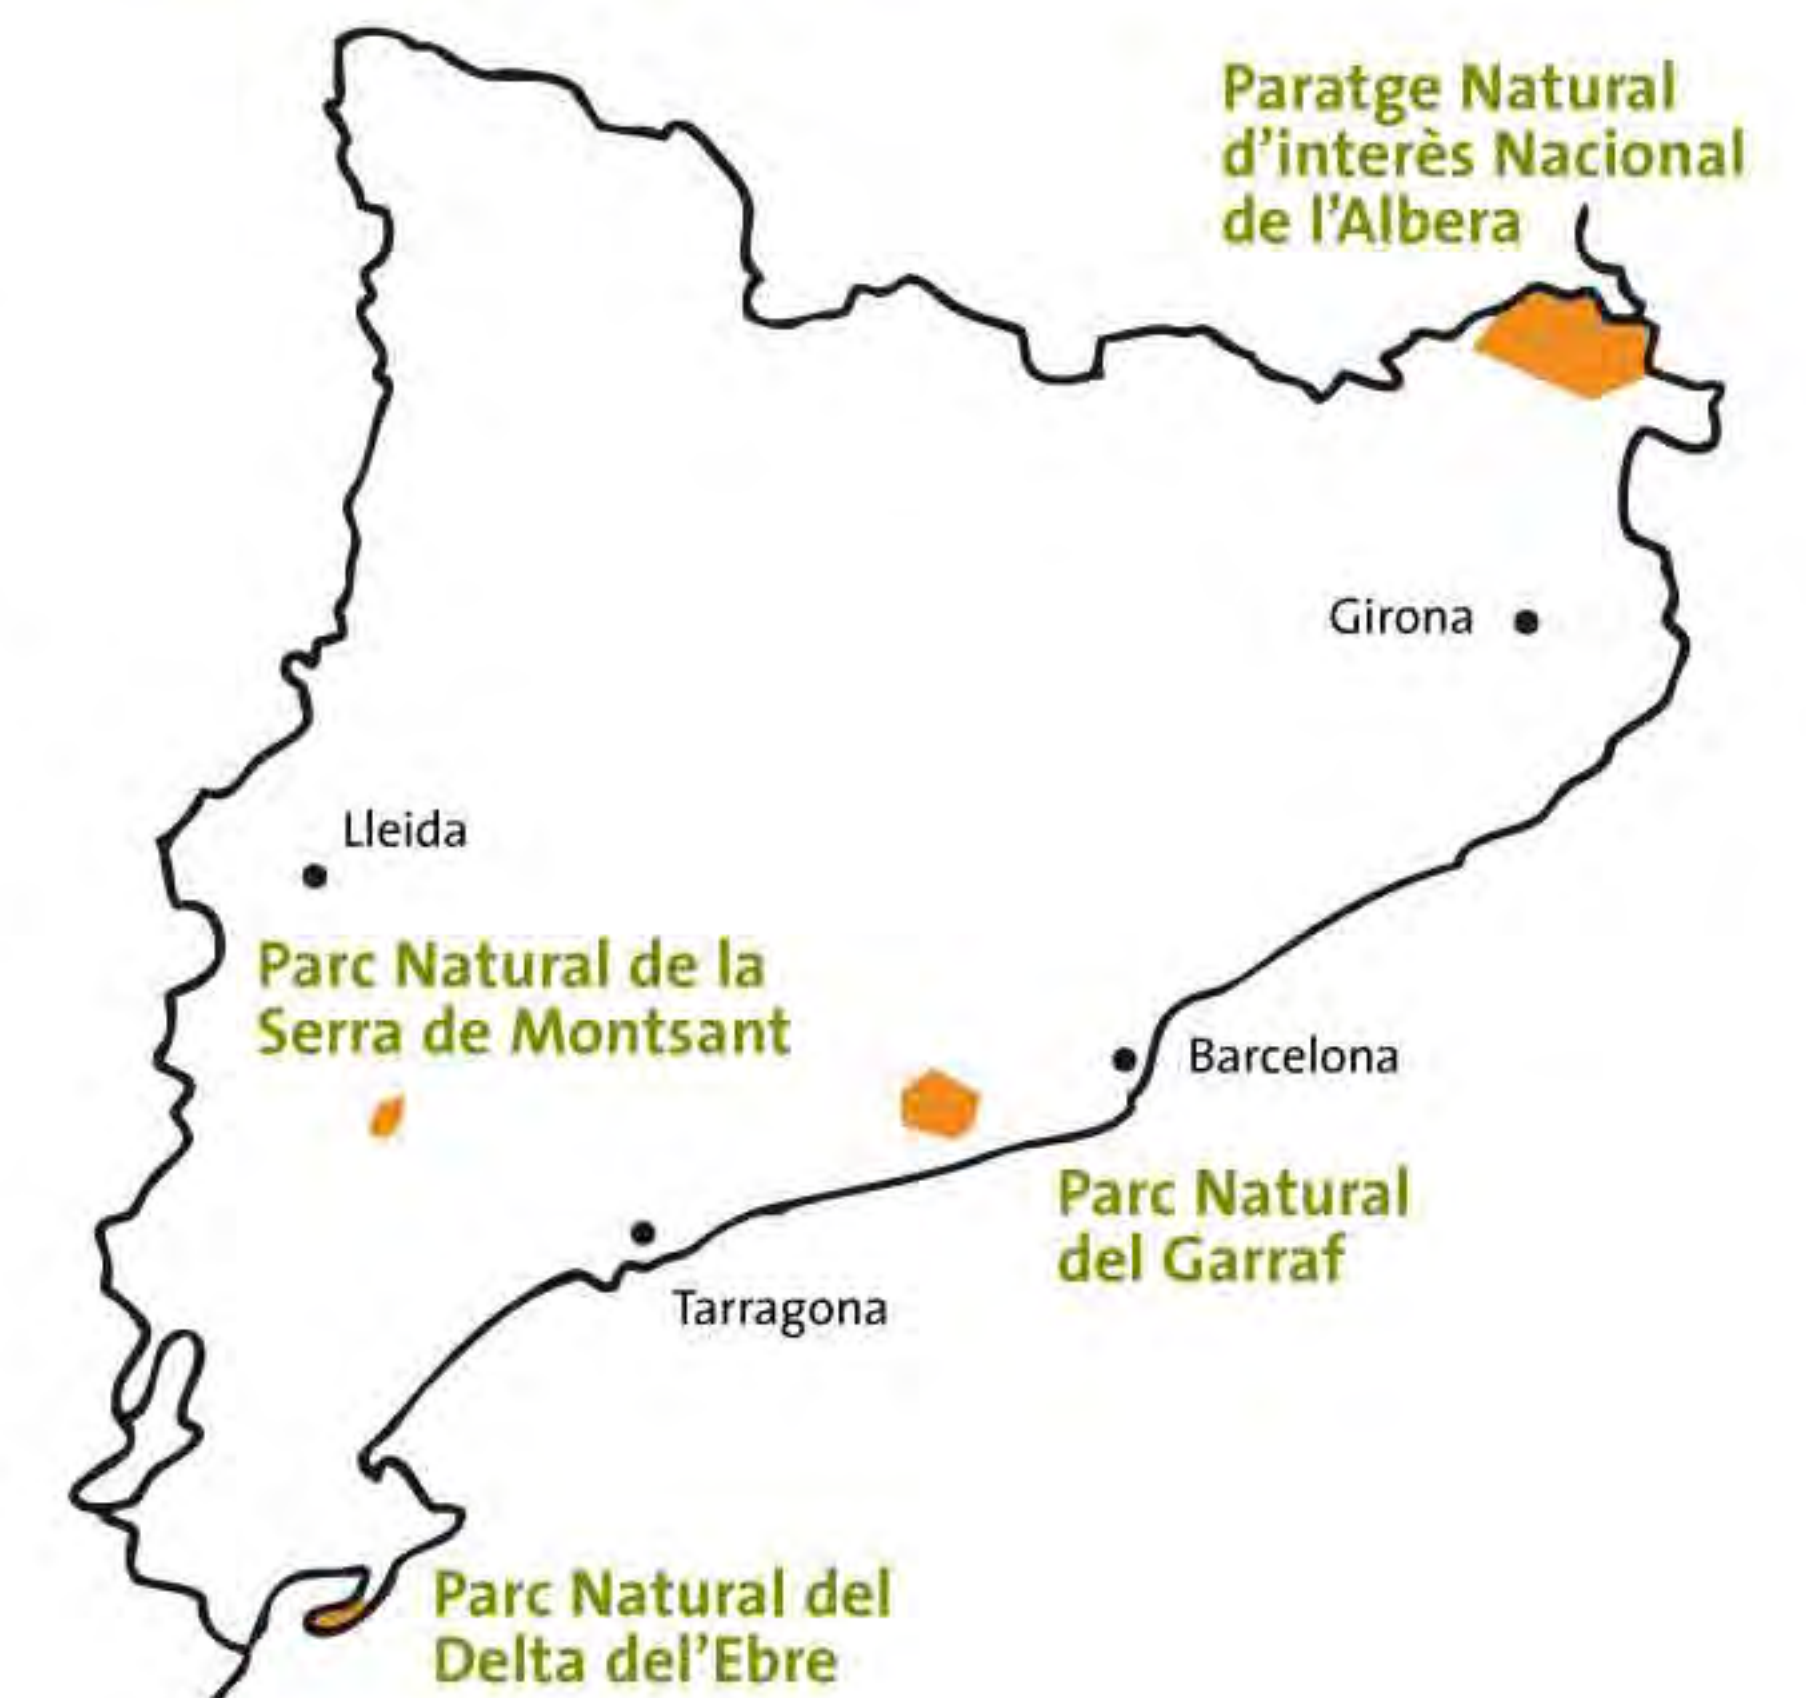 Paratge Natural
d'interès Nacional
de l'Albera
Girona
Lleida
Parc Natural de la
Serra de Montsant
Barcelona
Parc Natural
del Garraf
Tarragona
Parc Natural del
Delta del'Ebre